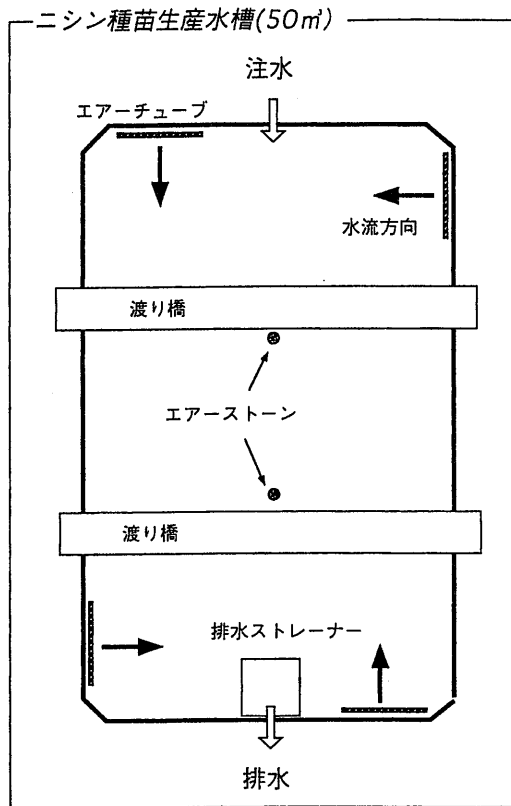 ニシン種苗生産水槽(50㎥)
注水
エアーチューブ
水流方向
渡り橋
エアーストーン
渡り橋
排水ストレーナー
排水